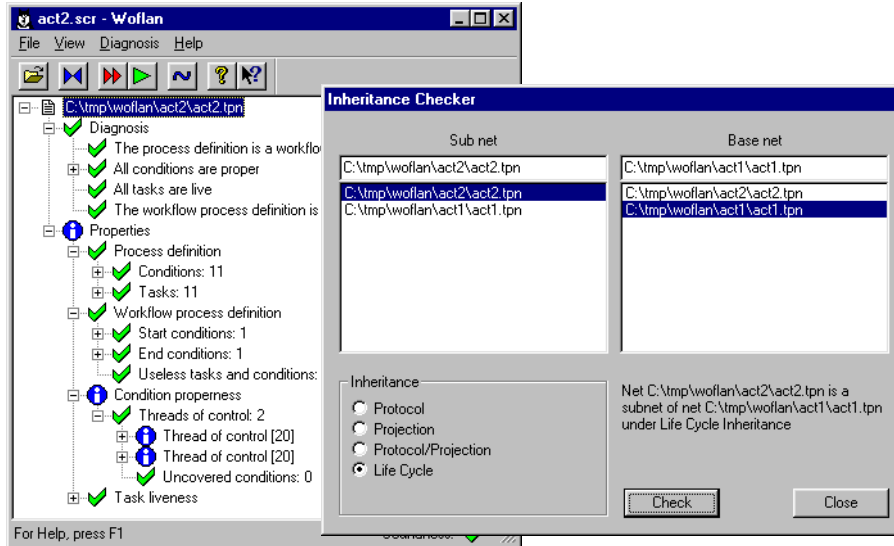 act2.scr - Woflan
File View Diagnosis Help
C:\tmp\woflan\act2\act2.tpn
Diagnosis
The process definition is a workflo
All conditions are proper
All tasks are live
The workflow process definition is
Properties
Process definition
Conditions: 11
Tasks: 11
Workflow process definition
Start conditions: 1
End conditions: 1
Useless tasks and conditions:
Condition properness
Threads of control: 2
Thread of control [20]
Thread of control [20]
Uncovered conditions: 0
Task liveness
For Help, press F1
Inheritance Checker
Sub net
C:\tmp\woflan\act2\act2.tpn
C:\tmp\woflan\act2\act2.tpn
C:\tmp\woflan\act1\act1.tpn
Base net
C:\tmp\woflan\act1\act1.tpn
C:\tmp\woflan\act2\act2.tpn
C:\tmp\woflan\act1\act1.tpn
Inheritance
Protocol
Projection
Protocol/Projection
Life Cycle
Net C:\tmp\woflan\act2\act2.tpn is a
subnet of net C:\tmp\woflan\act1\act1.tpn
under Life Cycle Inheritance
Check
Close